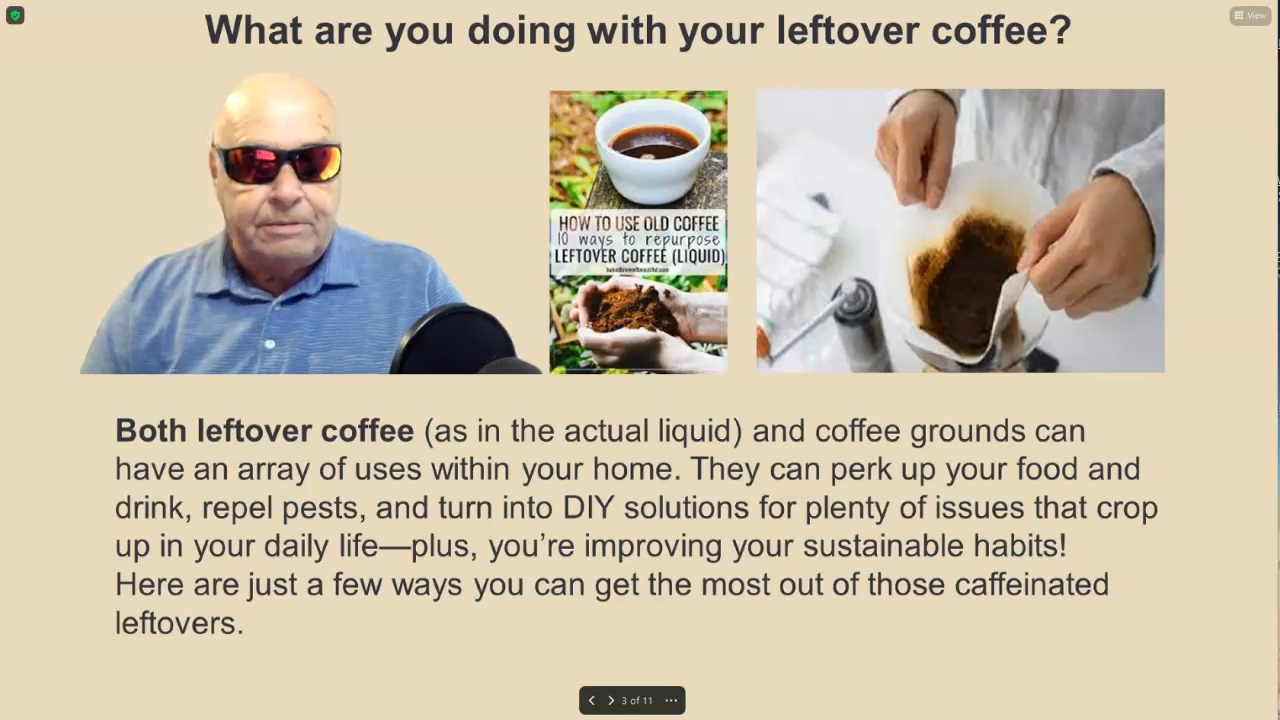 What are you doing with your leftover coffee?
View
HOW TO USE OLD COFFEE
10 ways to repurpose
LEFTOVER COFFEE (LIQUID)
Both leftover coffee (as in the actual liquid) and coffee grounds can
have an array of uses within your home. They can perk up your food and
drink, repel pests, and turn into DIY solutions for plenty of issues that crop
up in your daily life—plus, you’re improving your sustainable habits!
Here are just a few ways you can get the most out of those caffeinated
leftovers.
3 of 11